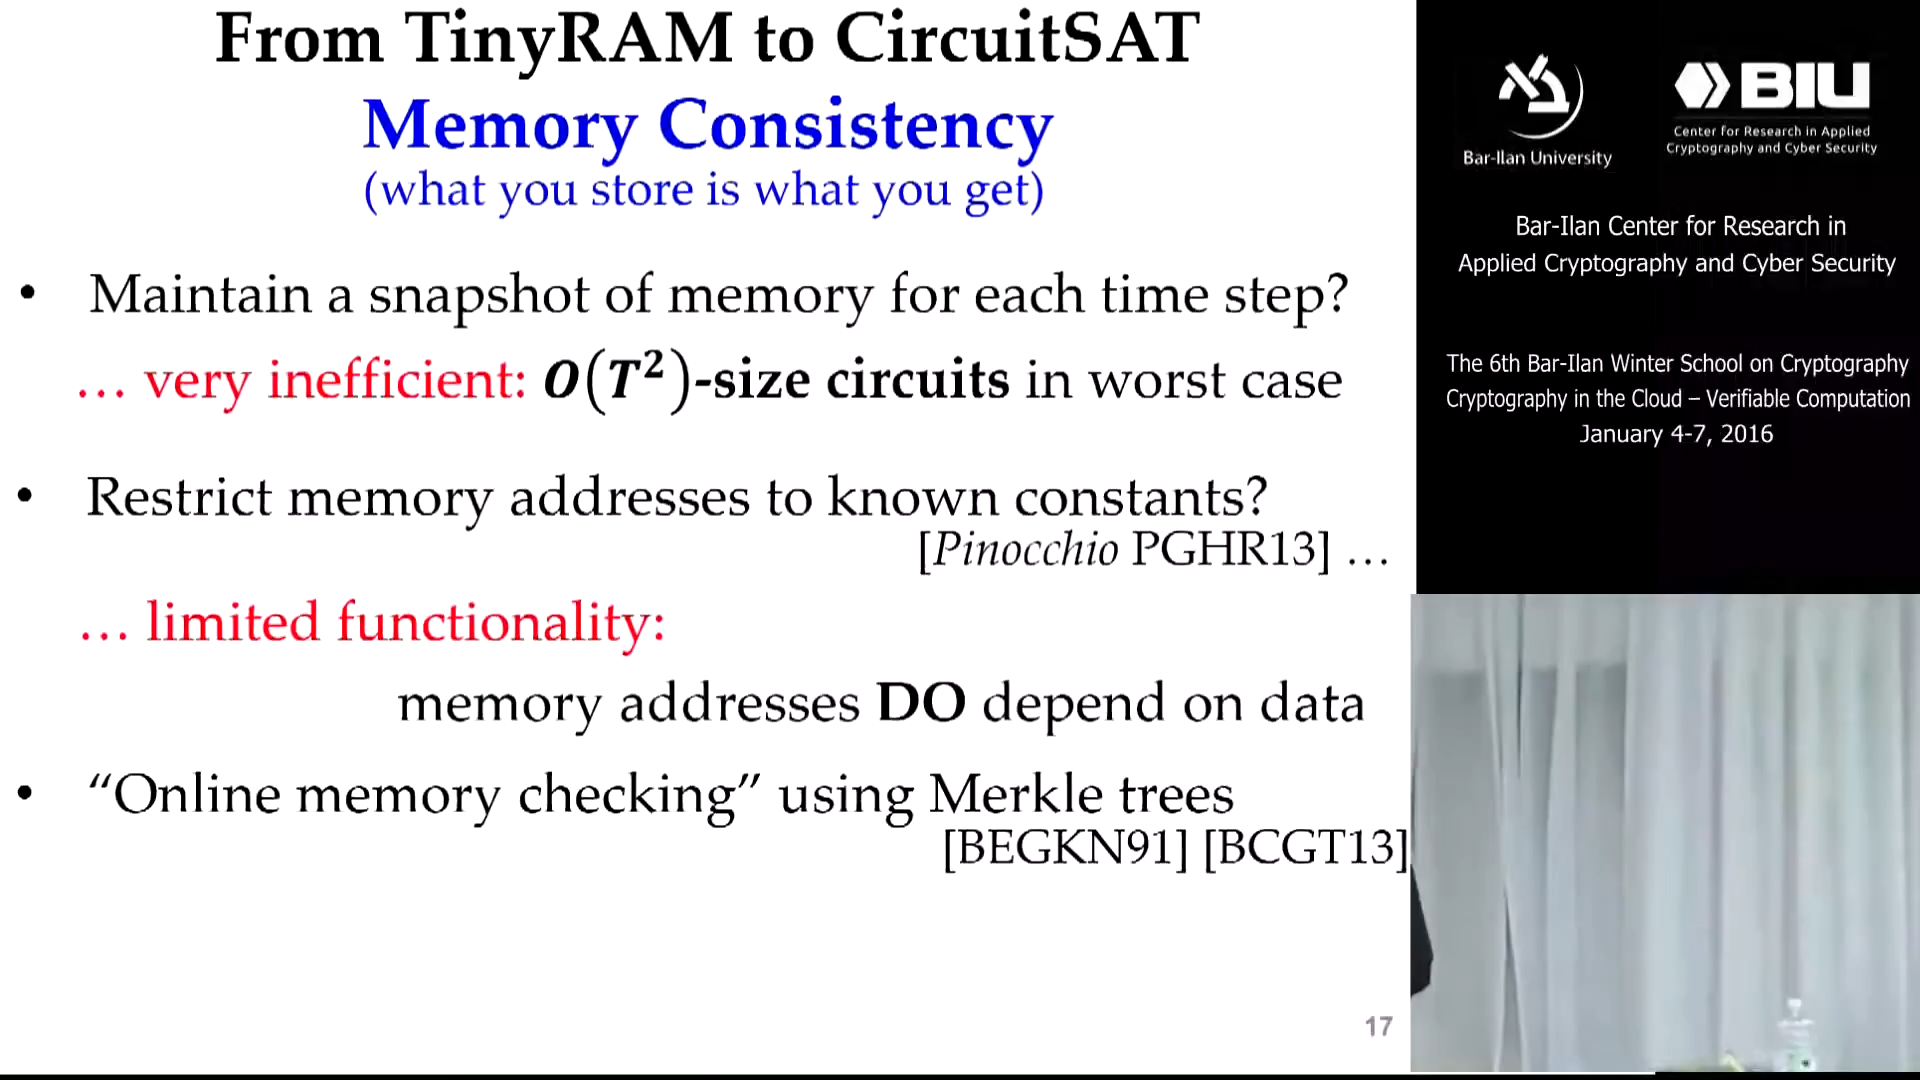 From TinyRAM to CircuitSAT
Memory Consistency
(what you store is what you get)
• Maintain a snapshot of memory for each time step?
… very inefficient: O(T²)-size circuits in worst case
• Restrict memory addresses to known constants?
[Pinocchio PGHR13] …
… limited functionality:
memory addresses DO depend on data
• “Online memory checking” using Merkle trees
[BEGKN91] [BCGT13]
17
Bar-Ilan University
BIU
Center for Research in Applied
Cryptography and Cyber Security
Bar-Ilan Center for Research in
Applied Cryptography and Cyber Security
The 6th Bar-Ilan Winter School on Cryptography
Cryptography in the Cloud – Verifiable Computation
January 4-7, 2016